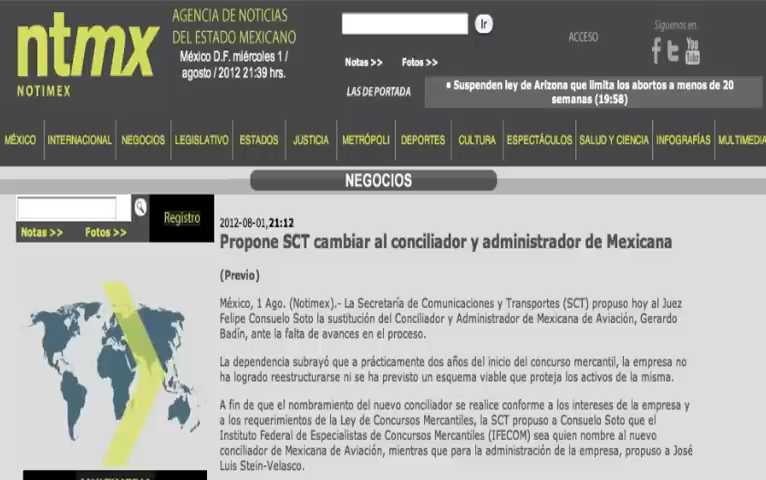 ntmx
NOTIMEX
AGENCIA DE NOTICIAS
DEL ESTADO MEXICANO
México D.F. miércoles 1 /
agosto / 2012 21:39 hrs.
Ir
Notas >> Fotos >>
ACCESO
Síguenos en:
f t You Tube
LAS DE PORTADA
• Suspenden ley de Arizona que limita los abortos a menos de 20
semanas (19:58)
MÉXICO INTERNACIONAL NEGOCIOS LEGISLATIVO ESTADOS JUSTICIA METRÓPOLI DEPORTES CULTURA ESPECTÁCULOS SALUD Y CIENCIA INFOGRAFÍAS MULTIMEDIA
NEGOCIOS
Registro
Notas >> Fotos >>
2012-08-01,21:12
Propone SCT cambiar al conciliador y administrador de Mexicana
(Previo)
México, 1 Ago. (Notimex).- La Secretaría de Comunicaciones y Transportes (SCT) propuso hoy al Juez
Felipe Consuelo Soto la sustitución del Conciliador y Administrador de Mexicana de Aviación, Gerardo
Badín, ante la falta de avances en el proceso.
La dependencia subrayó que a prácticamente dos años del inicio del concurso mercantil, la empresa no
ha logrado reestructurarse ni se ha previsto un esquema viable que proteja los activos de la misma.
A fin de que el nombramiento del nuevo conciliador se realice conforme a los intereses de la empresa y
a los requerimientos de la Ley de Concursos Mercantiles, la SCT propuso a Consuelo Soto que el
Instituto Federal de Especialistas de Concursos Mercantiles (IFECOM) sea quien nombre al nuevo
conciliador de Mexicana de Aviación, mientras que para la administración de la empresa, propuso a José
Luis Stein-Velasco.